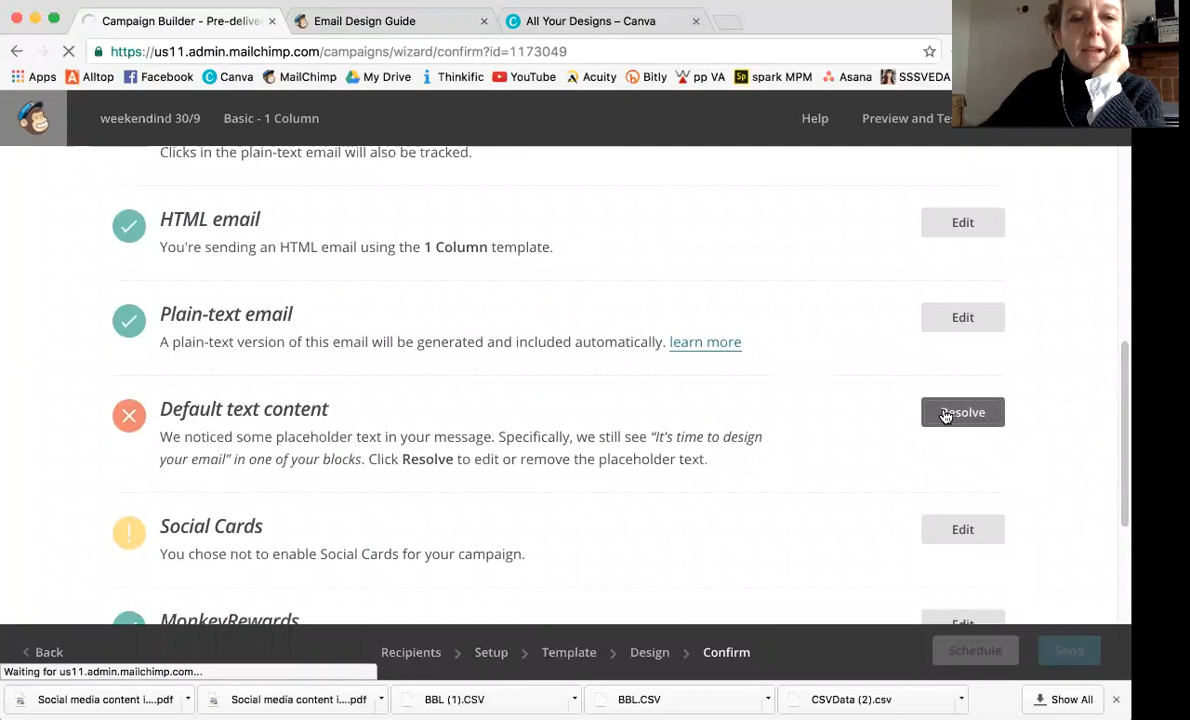 Campaign Builder - Pre-delive
Email Design Guide
All Your Designs – Canva
https://us11.admin.mailchimp.com/campaigns/wizard/confirm?id=1173049
Apps
Alltop
Facebook
Canva
MailChimp
My Drive
Thinkific
YouTube
Acuity
Bitly
pp VA
Sp spark MPM
Asana
SSSVEDA
weekendind 30/9
Basic - 1 Column
Help
Preview and Te
Clicks in the plain-text email will also be tracked.
HTML email
Edit
You're sending an HTML email using the 1 Column template.
Plain-text email
Edit
A plain-text version of this email will be generated and included automatically. learn more
Default text content
Resolve
We noticed some placeholder text in your message. Specifically, we still see “It's time to design
your email” in one of your blocks. Click Resolve to edit or remove the placeholder text.
Social Cards
Edit
You chose not to enable Social Cards for your campaign.
MonkeyRewards
Edit
< Back
Recipients > Setup > Template > Design > Confirm
Schedule
Send
Waiting for us11.admin.mailchimp.com...
Social media content i....pdf
Social media content i....pdf
BBL (1).CSV
BBL.CSV
CSVData (2).csv
Show All